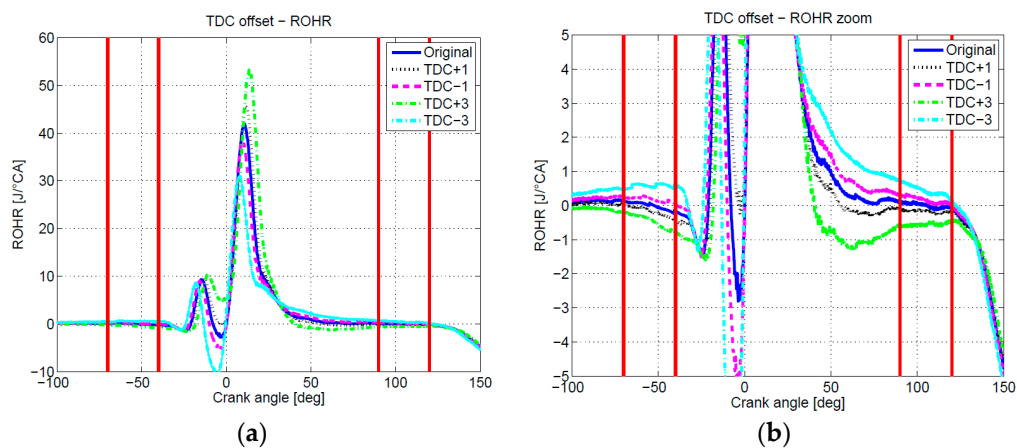 TDC offset − ROHR
60
50
40
30
20
10
0
−10
ROHR [J/°CA]
−100
−50
0
50
100
150
Crank angle [deg]
Original
TDC+1
TDC−1
TDC+3
TDC−3
(a)
TDC offset − ROHR zoom
5
4
3
2
1
0
−1
−2
−3
−4
−5
ROHR [J/°CA]
−100
−50
0
50
100
150
Crank angle [deg]
Original
TDC+1
TDC−1
TDC+3
TDC−3
(b)